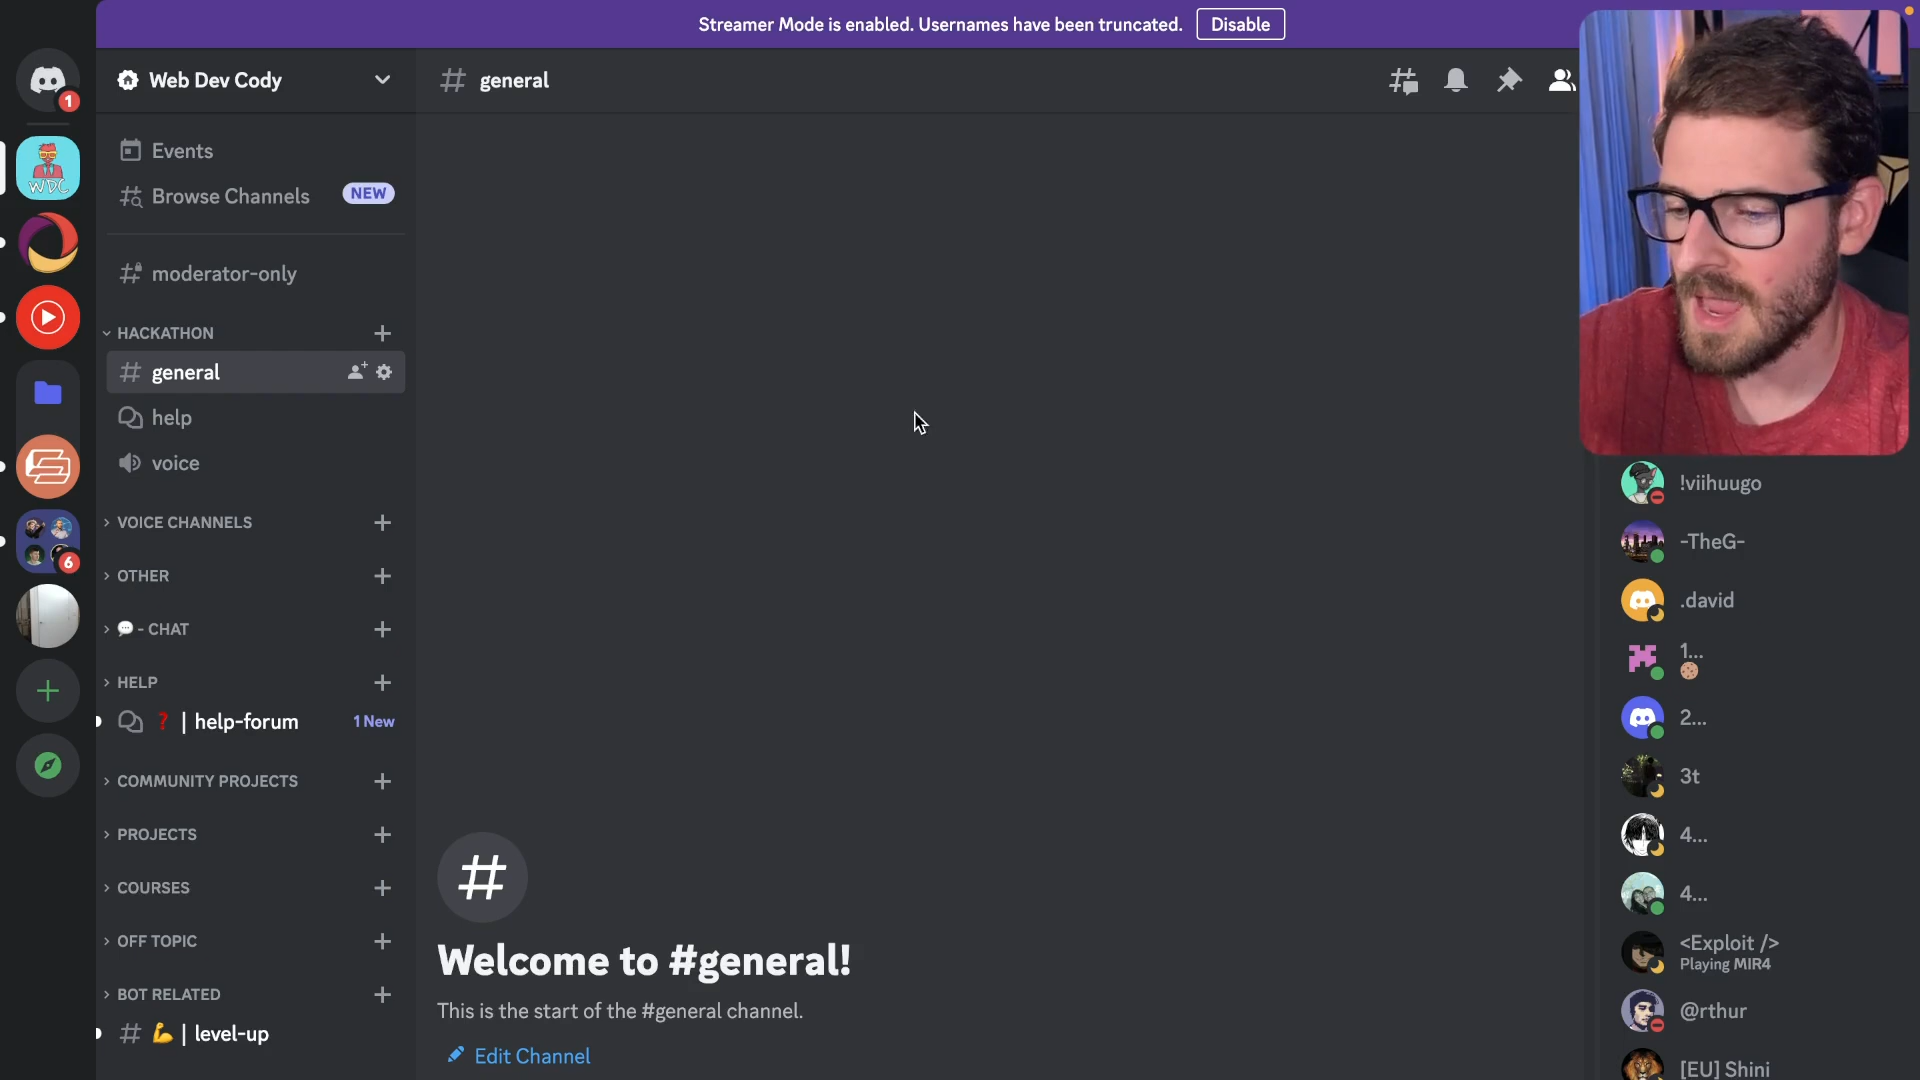 Streamer Mode is enabled. Usernames have been truncated.
Disable
1
WDC
6
Web Dev Cody
Events
Browse Channels
NEW
moderator-only
HACKATHON
general
help
voice
VOICE CHANNELS
OTHER
💬 - CHAT
HELP
❓ | help-forum
1 New
COMMUNITY PROJECTS
PROJECTS
COURSES
OFF TOPIC
BOT RELATED
💪 | level-up
# general
#
Welcome to #general!
This is the start of the #general channel.
Edit Channel
!viihuugo
-TheG-
.david
1...
🍪
2...
3t
4...
4...
<Exploit />
Playing MIR4
@rthur
[EU] Shini